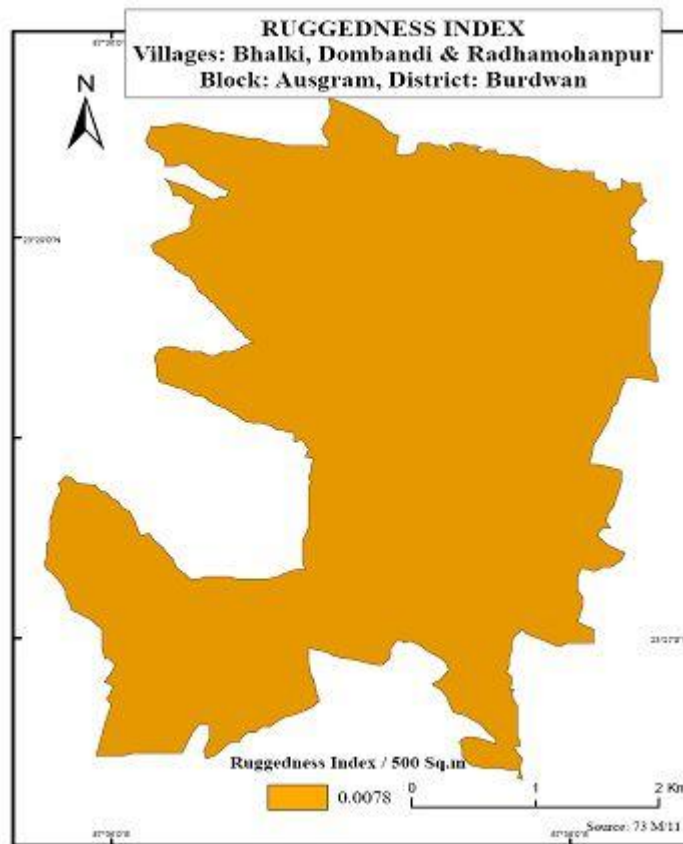 RUGGEDNESS INDEX
Villages: Bhalki, Dombandi & Radhamohanpur
Block: Ausgram, District: Burdwan
N
Ruggedness Index / 500 Sq.m
0.0078
0 1 2 Km
Source: 73 M/11